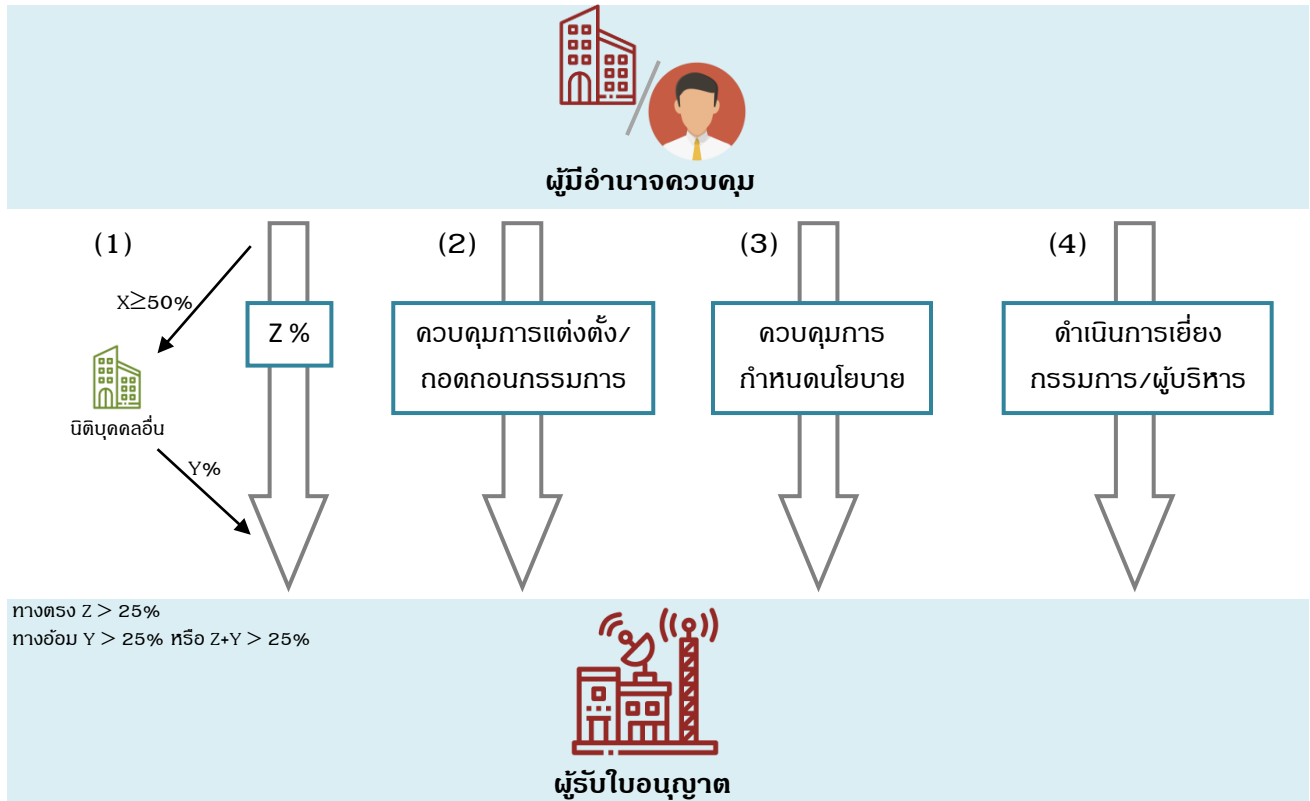 ผู้มีอำนาจควบคุม
(1)
X≥50%
นิติบุคคลอื่น
Y%
Z %
(2)
ควบคุมการแต่งตั้ง/
ถอดถอนกรรมการ
(3)
ควบคุมการ
กำหนดนโยบาย
(4)
ดำเนินการเยี่ยง
กรรมการ/ผู้บริหาร
ทางตรง Z > 25%
ทางอ้อม Y > 25% หรือ Z+Y > 25%
ผู้รับใบอนุญาต